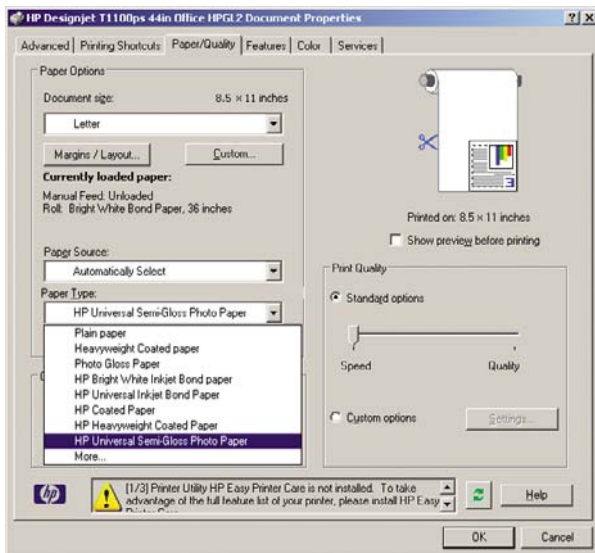 HP Designjet T1100ps 44in Office HPGL2 Document Properties
Advanced Printing Shortcuts Paper/Quality Features Color Services
Paper Options
Document size: 8.5 × 11 inches
Letter
Margins / Layout... Custom...
Currently loaded paper:
Manual Feed: Unloaded
Roll: Bright White Bond Paper, 36 inches
Paper Source:
Automatically Select
Paper Type:
HP Universal Semi-Gloss Photo Paper
Plain paper
Heavyweight Coated paper
Photo Gloss Paper
HP Bright White Inkjet Bond paper
HP Universal Inkjet Bond Paper
HP Coated Paper
HP Heavyweight Coated Paper
HP Universal Semi-Gloss Photo Paper
More...
3
Printed on: 8.5 × 11 inches
Show preview before printing
Print Quality
Standard options
Speed Quality
Custom options Settings...
hp
[1/3] Printer Utility HP Easy Printer Care is not installed. To take
advantage of the full feature list of your printer, please install HP Easy
Printer Care
Help
OK Cancel